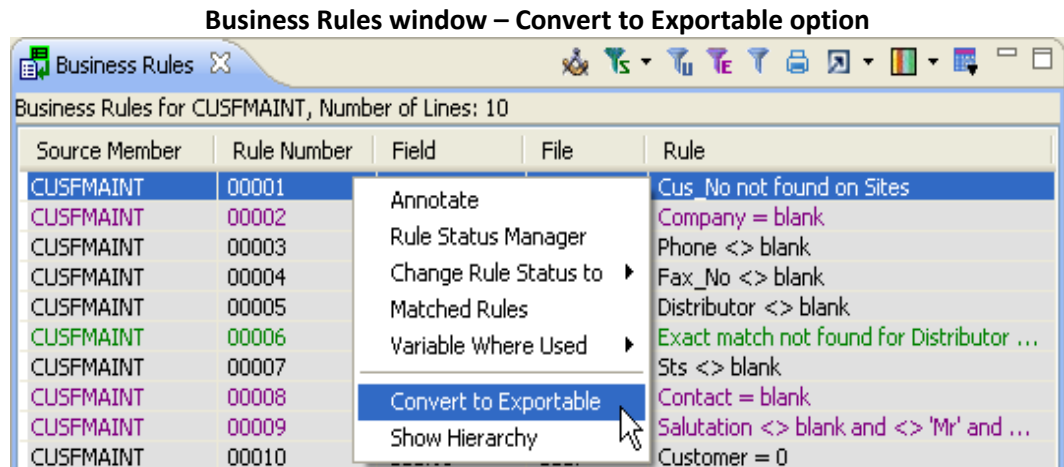 Business Rules window – Convert to Exportable option
Business Rules
Business Rules for CUSFMAINT, Number of Lines: 10
Source Member Rule Number Field File Rule
CUSFMAINT 00001 Cus_No not found on Sites
CUSFMAINT 00002 Company = blank
CUSFMAINT 00003 Phone <> blank
CUSFMAINT 00004 Fax_No <> blank
CUSFMAINT 00005 Distributor <> blank
CUSFMAINT 00006 Exact match not found for Distributor ...
CUSFMAINT 00007 Sts <> blank
CUSFMAINT 00008 Contact = blank
CUSFMAINT 00009 Salutation <> blank and <> 'Mr' and ...
CUSFMAINT 00010 Customer = 0
Annotate
Rule Status Manager
Change Rule Status to
Matched Rules
Variable Where Used
Convert to Exportable
Show Hierarchy